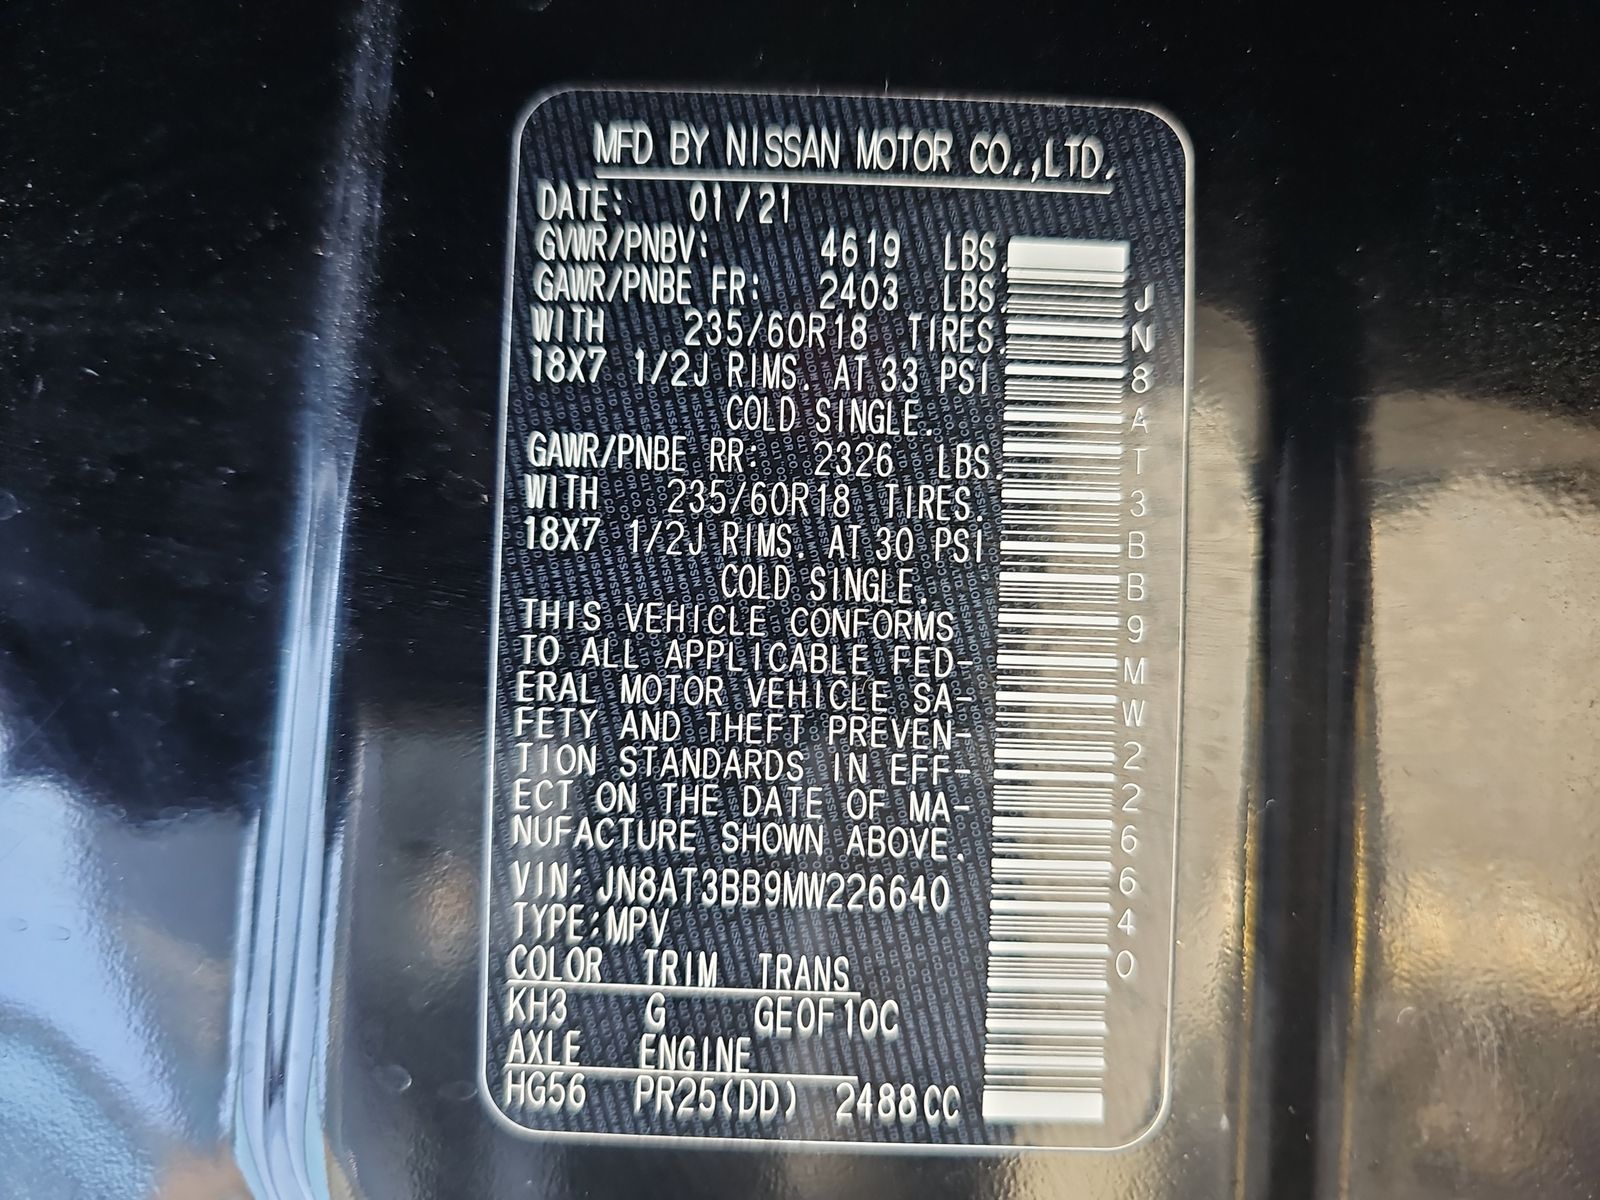 MFD BY NISSAN MOTOR CO.,LTD.
DATE: 01/21
GVWR/PNBV: 4619 LBS.
GAWR/PNBE FR: 2403 LBS.
WITH 235/60R18 TIRES.
18X7 1/2J RIMS. AT 33 PSI
COLD SINGLE.
GAWR/PNBE RR: 2326 LBS.
WITH 235/60R18 TIRES.
18X7 1/2J RIMS. AT 30 PSI
COLD SINGLE.
THIS VEHICLE CONFORMS
TO ALL APPLICABLE FED-
ERAL MOTOR VEHICLE SA-
FETY AND THEFT PREVEN-
TION STANDARDS IN EFF-
ECT ON THE DATE OF MA-
NUFACTURE SHOWN ABOVE.
VIN: JN8AT3BB9MW226640
TYPE:MPV
COLOR TRIM TRANS
KH3 G GE0F10C
AXLE ENGINE
HG56 PR25(DD) 2488CC
JN8AT3BB9MW226640